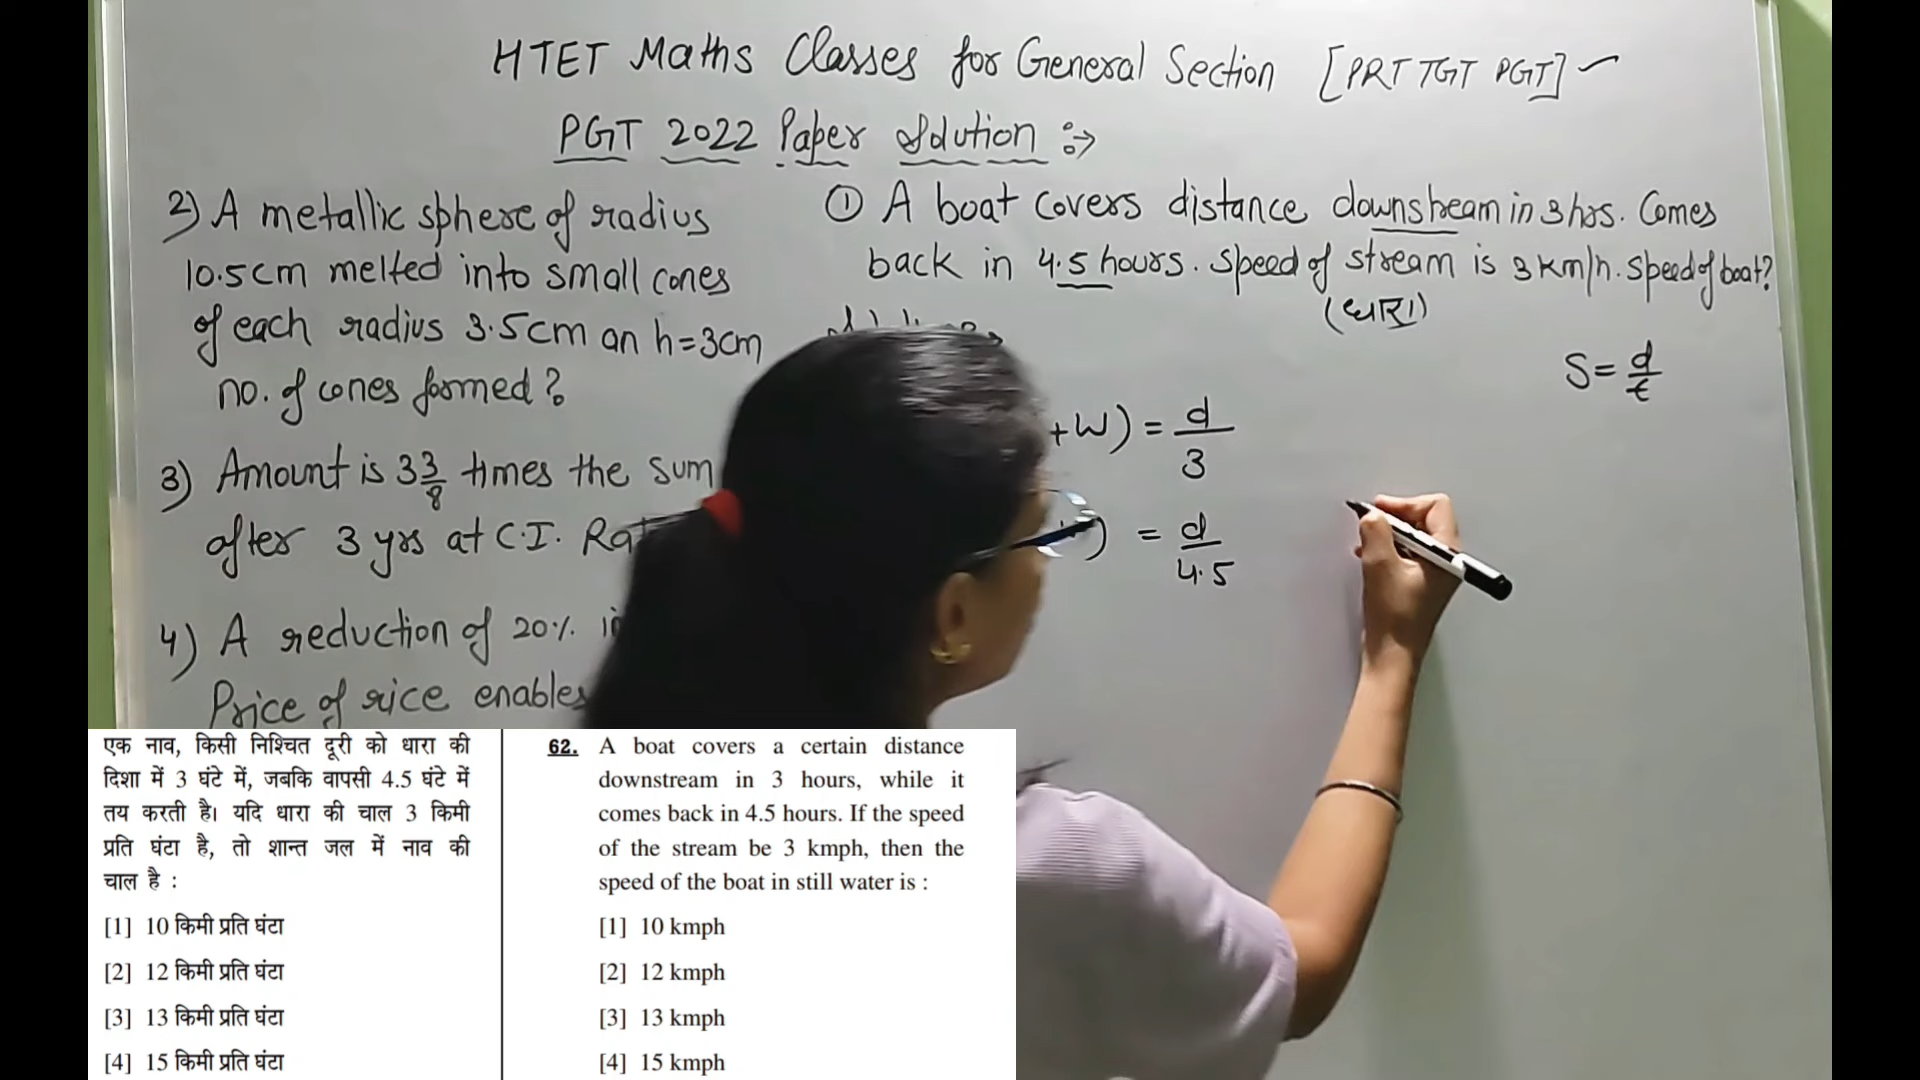 HTET Maths Classes for General Section [PRT TGT PGT]
PGT 2022 Paper Solution :->
2) A metallic sphere of radius
10.5cm melted into small cones
of each radius 3.5cm an h=3cm
no. of cones formed?
3) Amount is 3 3/8 times the sum
after 3 yrs at C.I.
4) A reduction of 20%
Price of rice enables
① A boat covers distance downstream in 3 hrs. Comes
back in 4.5 hours. Speed of stream is 3 Km/h. Speed of boat?
(धारा)
S = d/t
+W) = d/3
) = d/4.5
एक नाव, किसी निश्चित दूरी को धारा की
दिशा में 3 घंटे में, जबकि वापसी 4.5 घंटे में
तय करती है। यदि धारा की चाल 3 किमी
प्रति घंटा है, तो शान्त जल में नाव की
चाल है :
[1] 10 किमी प्रति घंटा
[2] 12 किमी प्रति घंटा
[3] 13 किमी प्रति घंटा
[4] 15 किमी प्रति घंटा
62. A boat covers a certain distance
downstream in 3 hours, while it
comes back in 4.5 hours. If the speed
of the stream be 3 kmph, then the
speed of the boat in still water is :
[1] 10 kmph
[2] 12 kmph
[3] 13 kmph
[4] 15 kmph